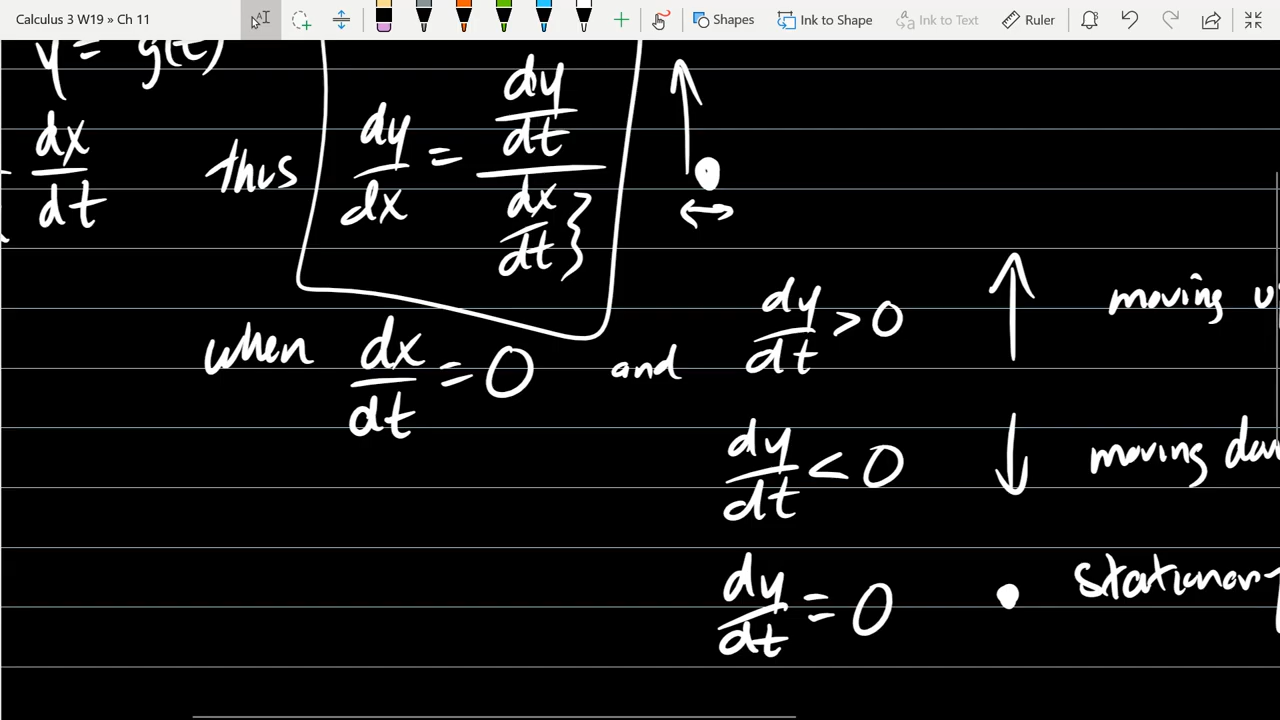 Calculus 3 W19 » Ch 11
Shapes Ink to Shape Ink to Text Ruler
y = g(t)
dx/dt thus dy/dx = (dy/dt)/(dx/dt)}
when dx/dt = 0 and dy/dt > 0 ↑ moving u
dy/dt < 0 ↓ moving dow
dy/dt = 0 • stationar